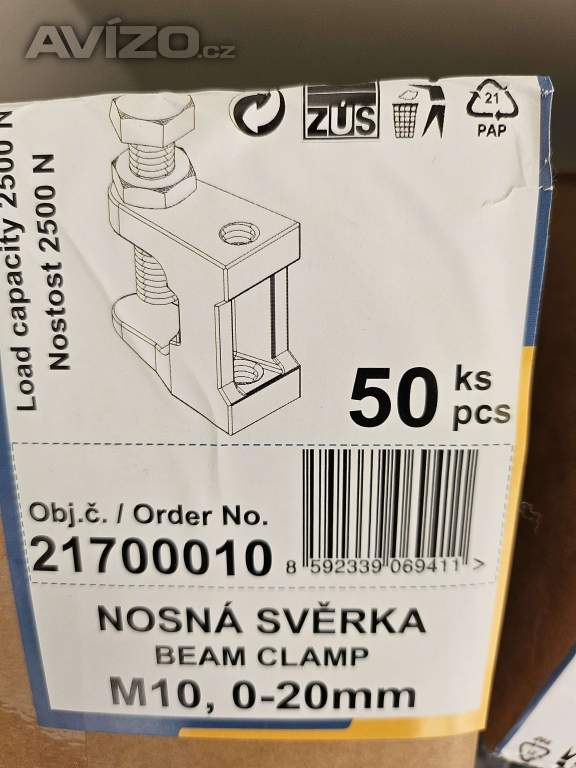 AVÍZO.cz
Load capacity 2500 N
Nostost 2500 N
ZÚS
21
PAP
50 ks
pcs
Obj.č. / Order No.
21700010
8 592339 069411 >
NOSNÁ SVĚRKA
BEAM CLAMP
M10, 0-20mm